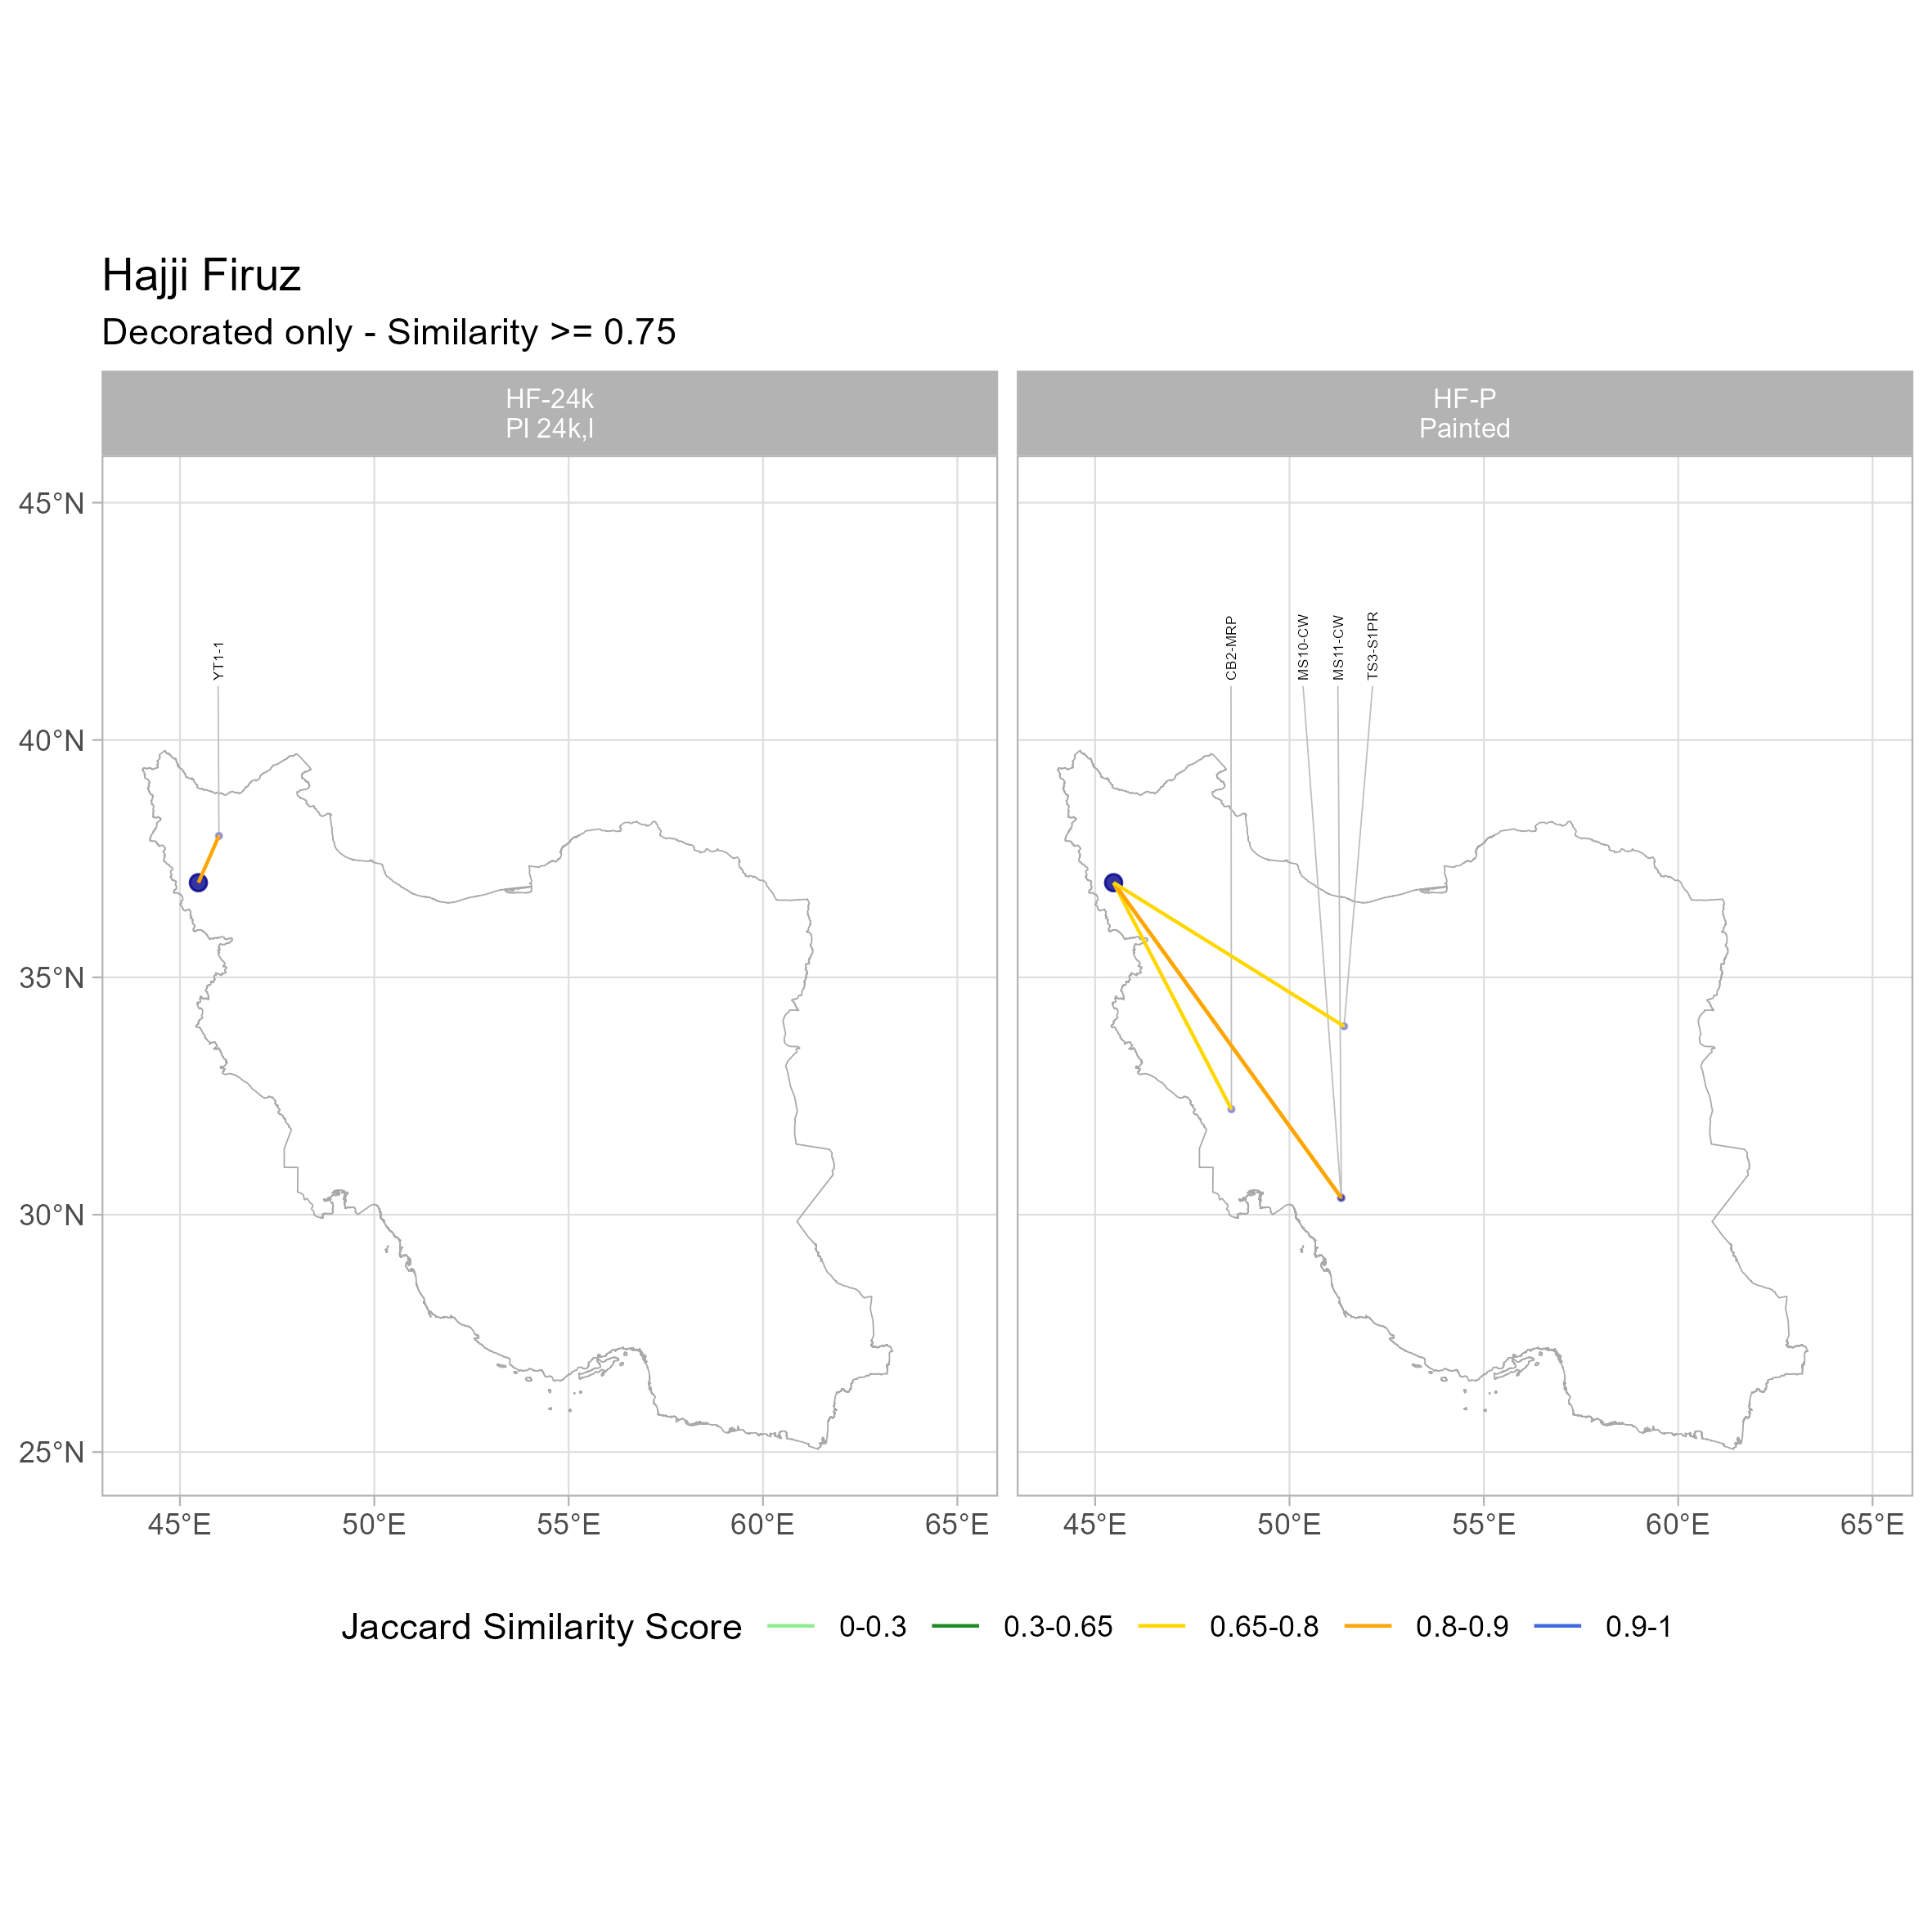 Hajji Firuz
Decorated only - Similarity >= 0.75
HF-24k
Pl 24k,l
HF-P
Painted
45°N
40°N
35°N
30°N
25°N
YT1-1
CB2-MRP
MS10-CW
MS11-CW
TS3-S1PR
45°E
50°E
55°E
60°E
65°E
45°E
50°E
55°E
60°E
65°E
Jaccard Similarity Score
0-0.3
0.3-0.65
0.65-0.8
0.8-0.9
0.9-1